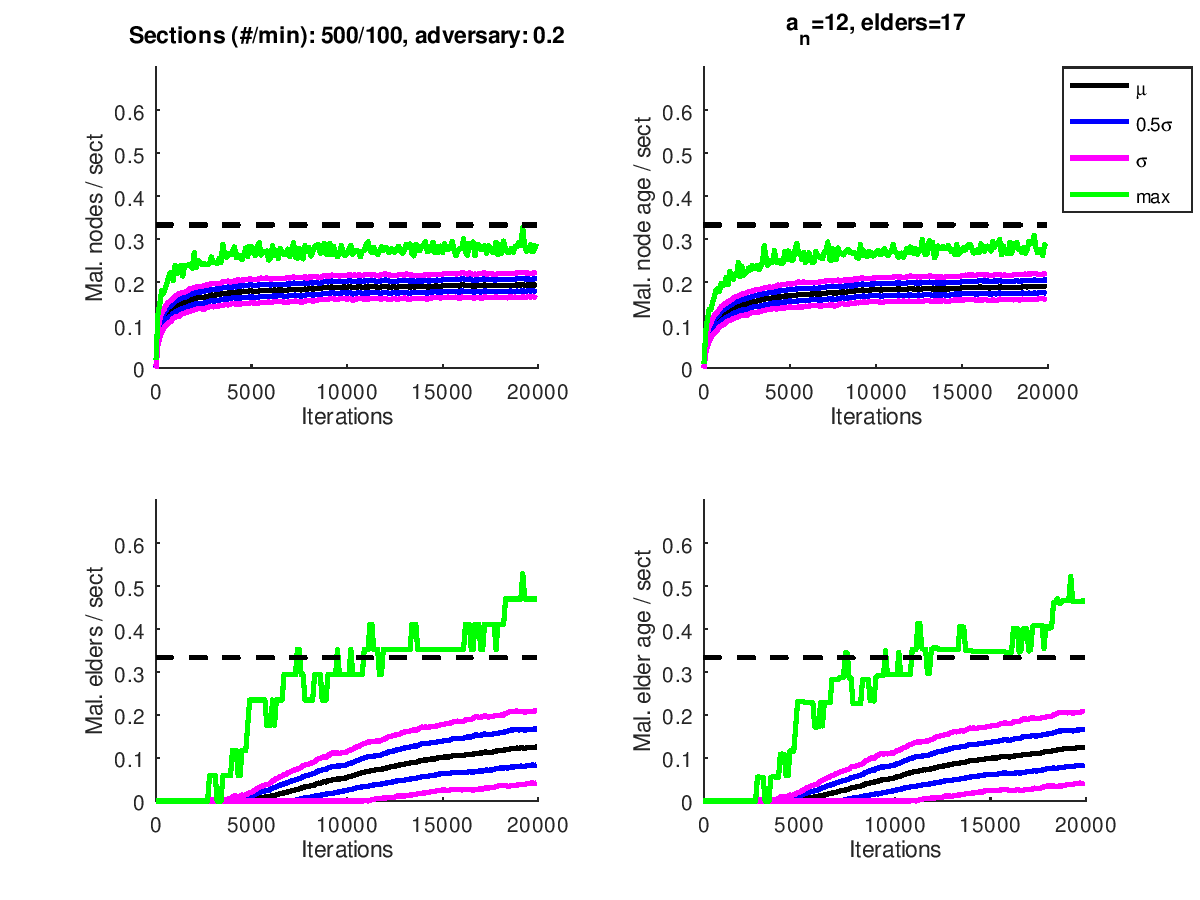 Sections (#/min): 500/100, adversary: 0.2
a_n=12, elders=17
μ
0.5σ
σ
max
Mal. nodes / sect
0.6
0.5
0.4
0.3
0.2
0.1
0
0 5000 10000 15000 20000
Iterations
Mal. node age / sect
0.6
0.5
0.4
0.3
0.2
0.1
0
0 5000 10000 15000 20000
Iterations
Mal. elders / sect
0.6
0.5
0.4
0.3
0.2
0.1
0
0 5000 10000 15000 20000
Iterations
Mal. elder age / sect
0.6
0.5
0.4
0.3
0.2
0.1
0
0 5000 10000 15000 20000
Iterations